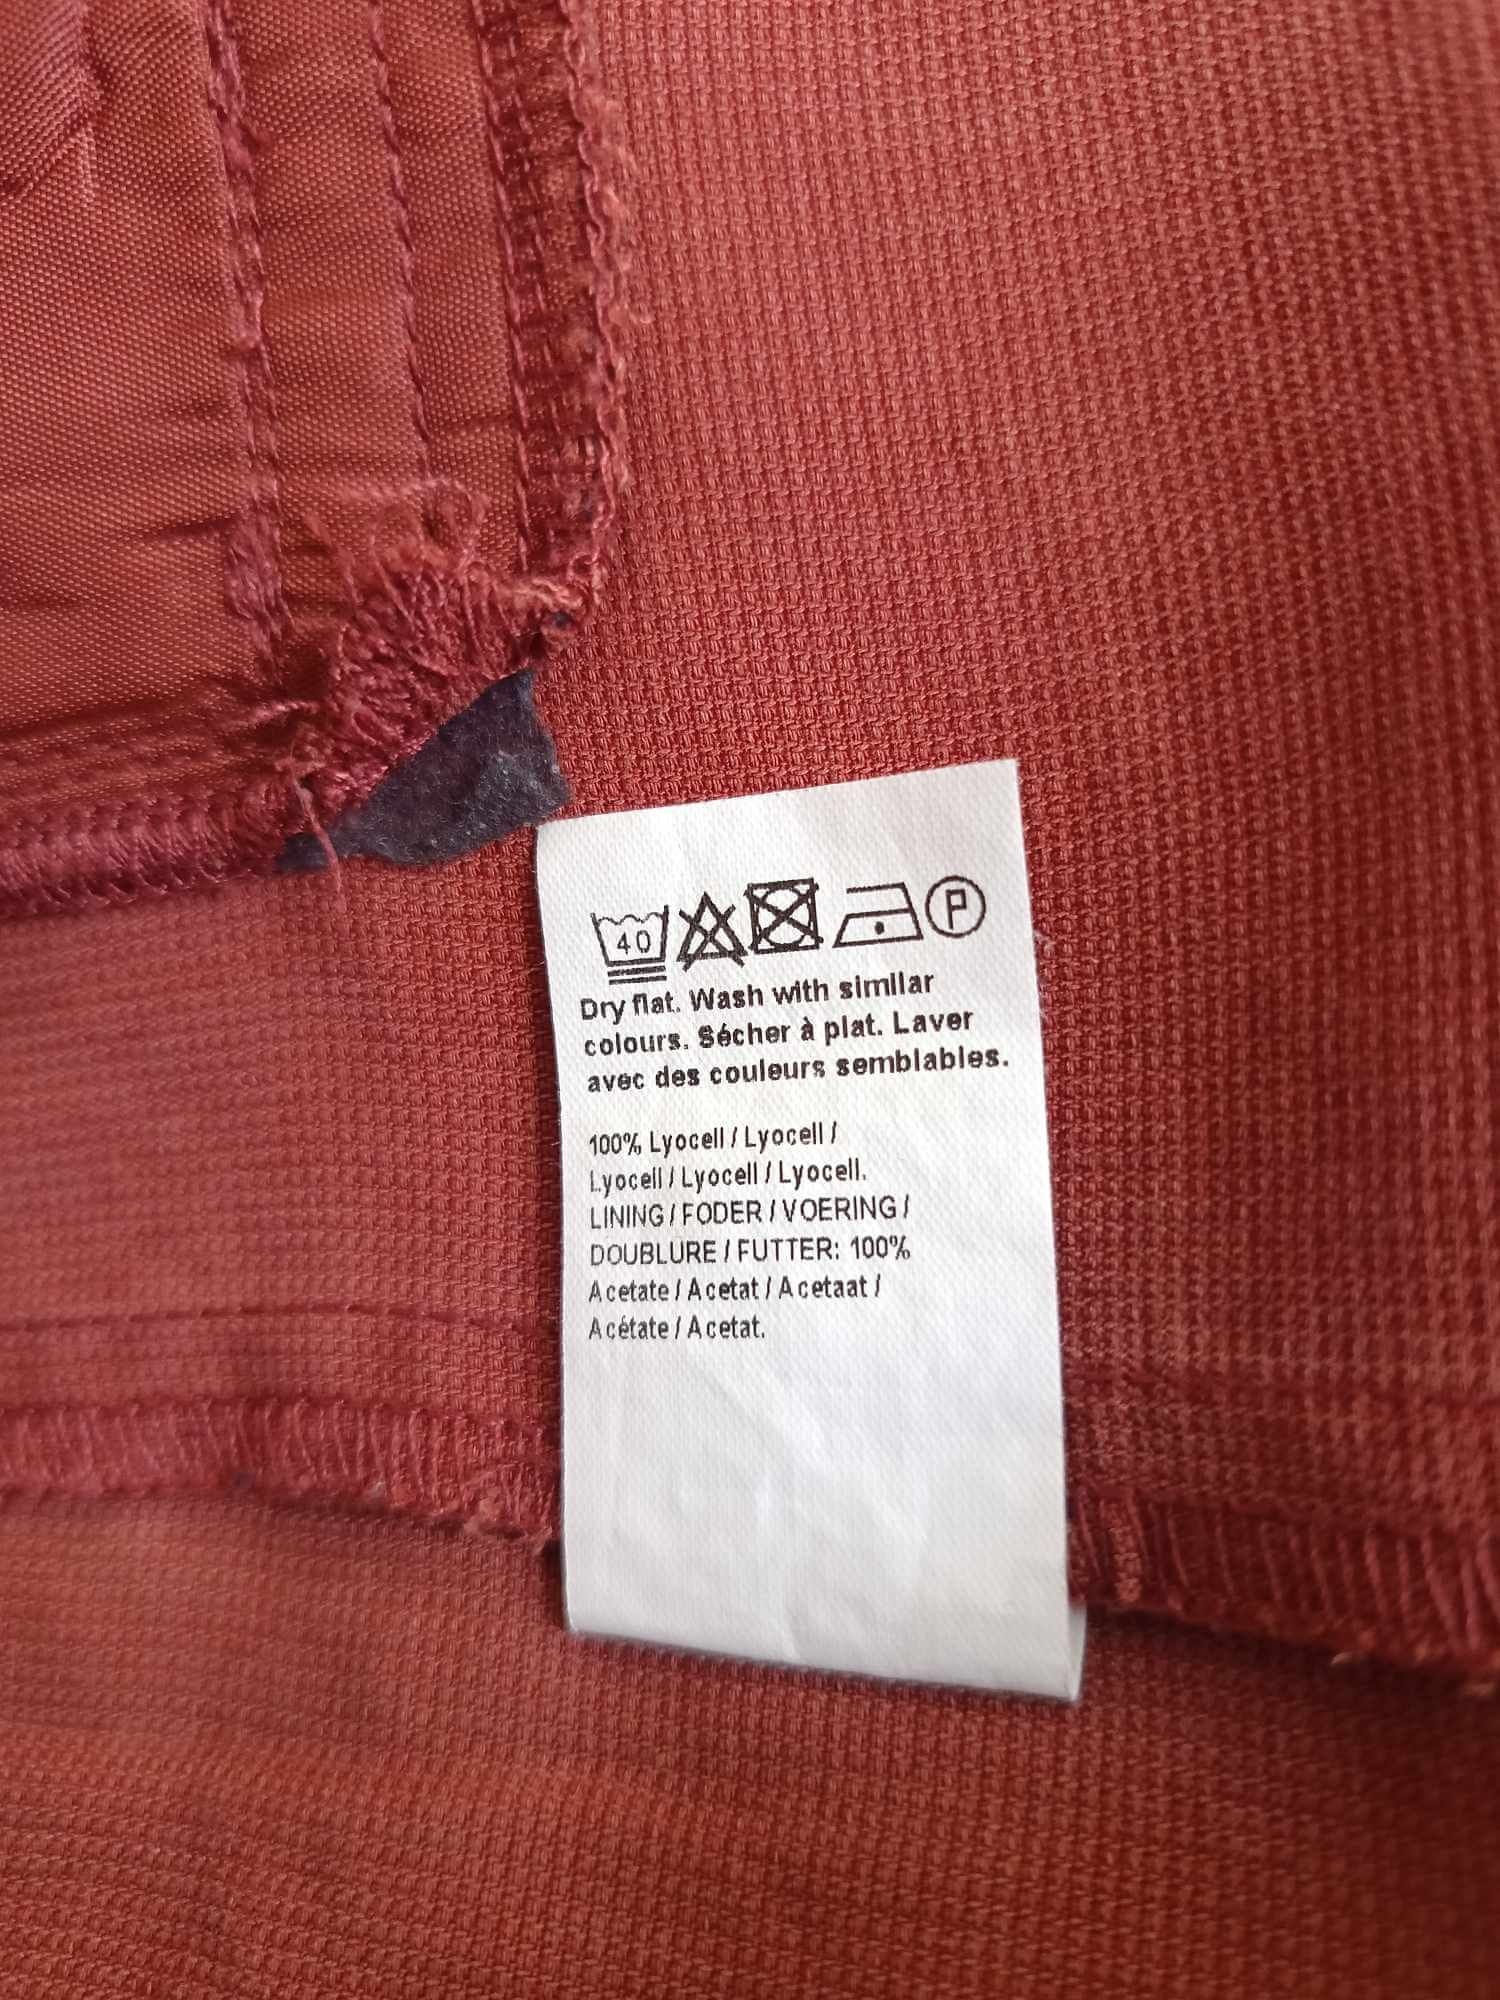 40 P
Dry flat. Wash with similar
colours. Sécher à plat. Laver
avec des couleurs semblables.
100% Lyocell / Lyocell /
Lyocell / Lyocell / Lyocell.
LINING / FODER / VOERING /
DOUBLURE / FUTTER: 100%
Acetate / Acetat / Acetaat /
Acétate / Acetat.